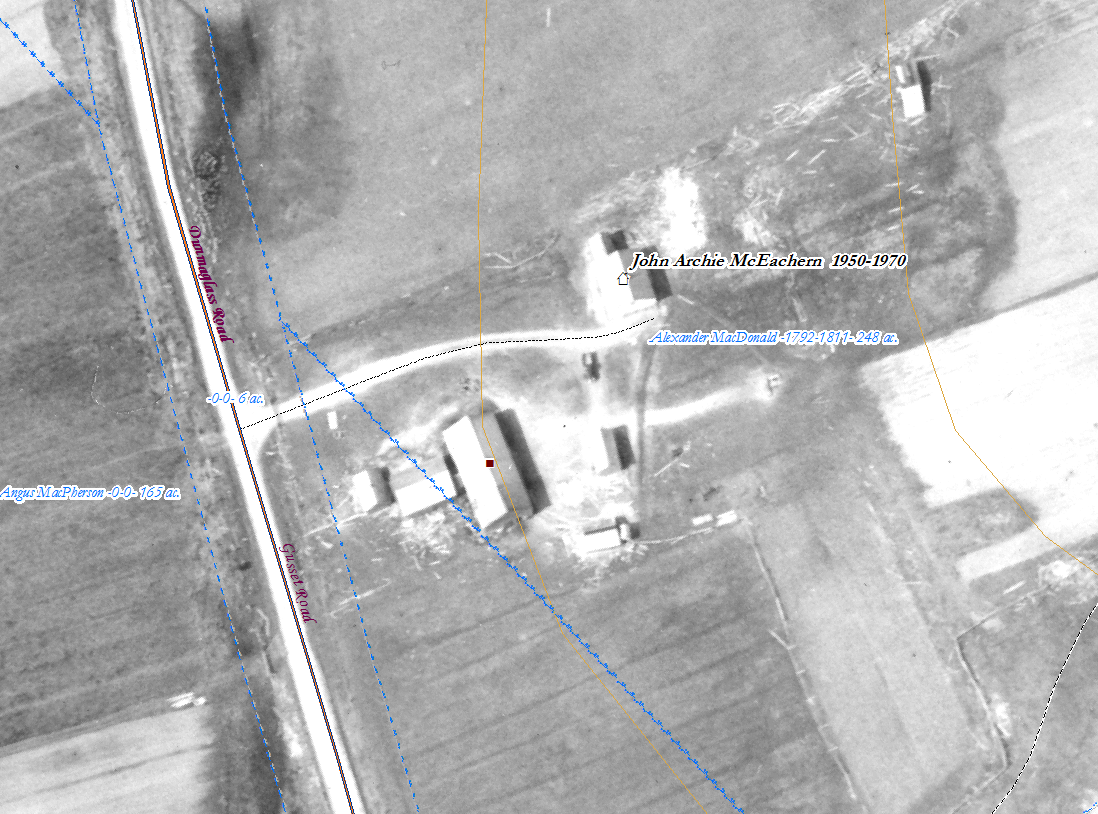 Dunmaglass Road
John Archie McEachern 1950-1970
Alexander MacDonald -1792-1811- 248 ac.
-0-0- 6 ac.
Angus MacPherson -0-0- 165 ac.
Gusset Road